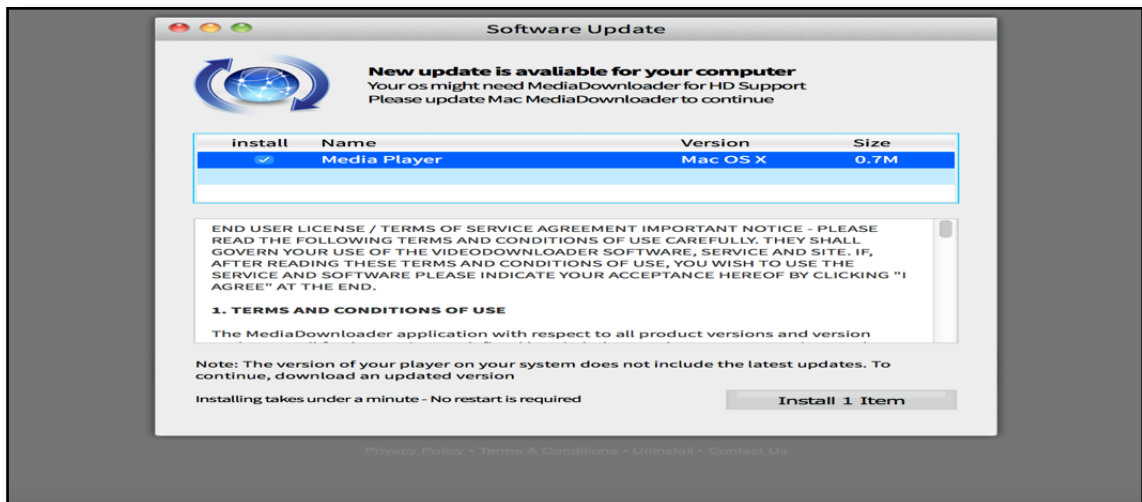 Software Update
New update is avaliable for your computer
Your os might need MediaDownloader for HD Support
Please update Mac MediaDownloader to continue
install Name Version Size
Media Player Mac OS X 0.7M
END USER LICENSE / TERMS OF SERVICE AGREEMENT IMPORTANT NOTICE - PLEASE
READ THE FOLLOWING TERMS AND CONDITIONS OF USE CAREFULLY. THEY SHALL
GOVERN YOUR USE OF THE VIDEODOWNLOADER SOFTWARE, SERVICE AND SITE. IF,
AFTER READING THESE TERMS AND CONDITIONS OF USE, YOU WISH TO USE THE
SERVICE AND SOFTWARE PLEASE INDICATE YOUR ACCEPTANCE HEREOF BY CLICKING "I
AGREE" AT THE END.
1. TERMS AND CONDITIONS OF USE
The MediaDownloader application with respect to all product versions and version
Note: The version of your player on your system does not include the latest updates. To
continue, download an updated version
Installing takes under a minute - No restart is required
Install 1 Item
Privacy Policy • Terms & Conditions • Uninstall • Contact Us